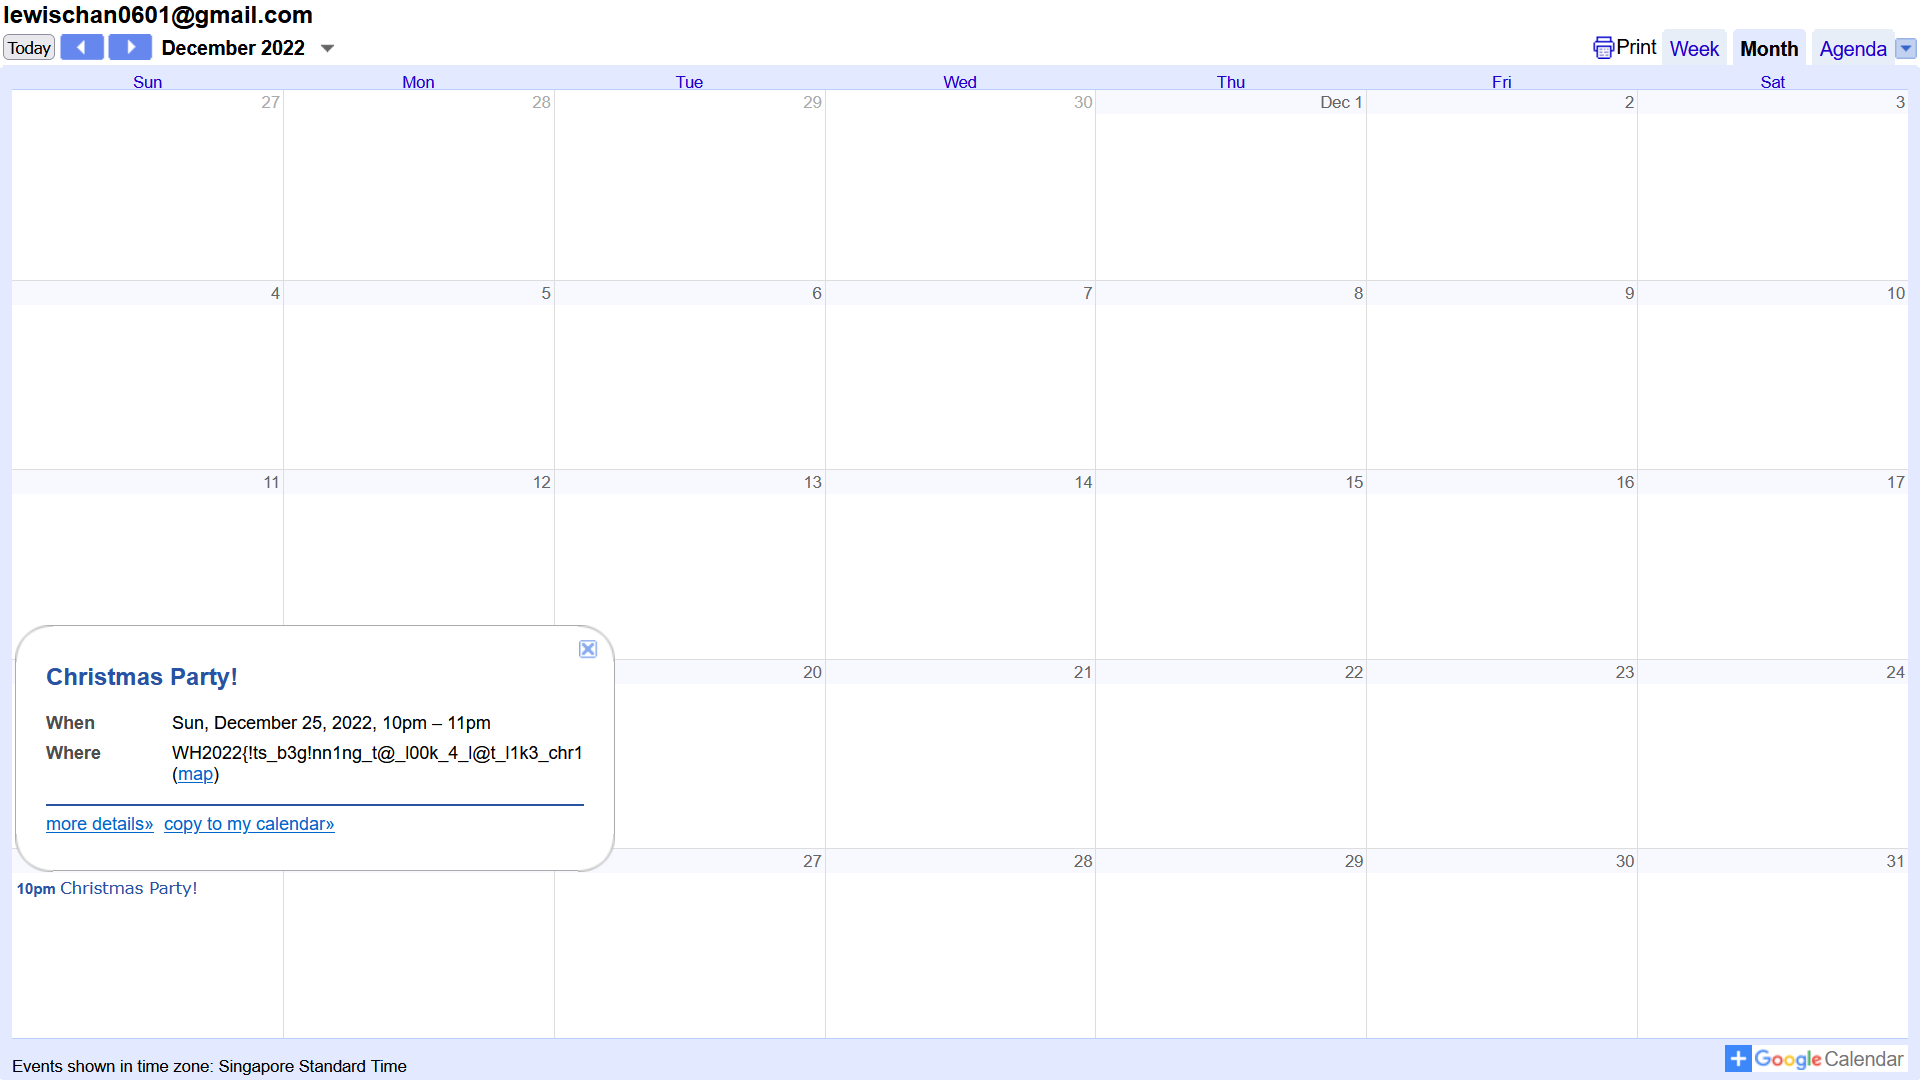 lewischan0601@gmail.com
Today December 2022 Print Week Month Agenda
Sun Mon Tue Wed Thu Fri Sat
27 28 29 30 Dec 1 2 3
4 5 6 7 8 9 10
11 12 13 14 15 16 17
20 21 22 23 24
Christmas Party!
When Sun, December 25, 2022, 10pm – 11pm
Where WH2022{!ts_b3g!nn1ng_t@_l00k_4_l@t_l1k3_chr1
(map)
more details» copy to my calendar»
27 28 29 30 31
10pm Christmas Party!
Events shown in time zone: Singapore Standard Time
Google Calendar